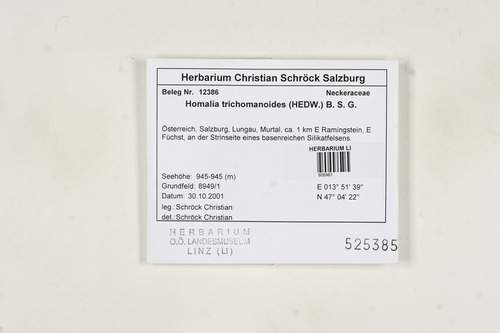 Herbarium Christian Schröck Salzburg
Beleg Nr. 12386 Neckeraceae
Homalia trichomanoides (HEDW.) B. S. G.
Österreich, Salzburg, Lungau, Murtal, ca. 1 km E Ramingstein, E
Füchst, an der Strinseite eines basenreichen Silikatfelsens.
HERBARIUM LI
Seehöhe: 945-945 (m)
Grundfeld: 8949/1 E 013° 51' 39"
Datum: 30.10.2001 N 47° 04' 22"
leg.:Schröck Christian
det.:Schröck Christian
HERBARIUM
O.Ö. LANDESMUSEUM
LINZ (LI)
525385